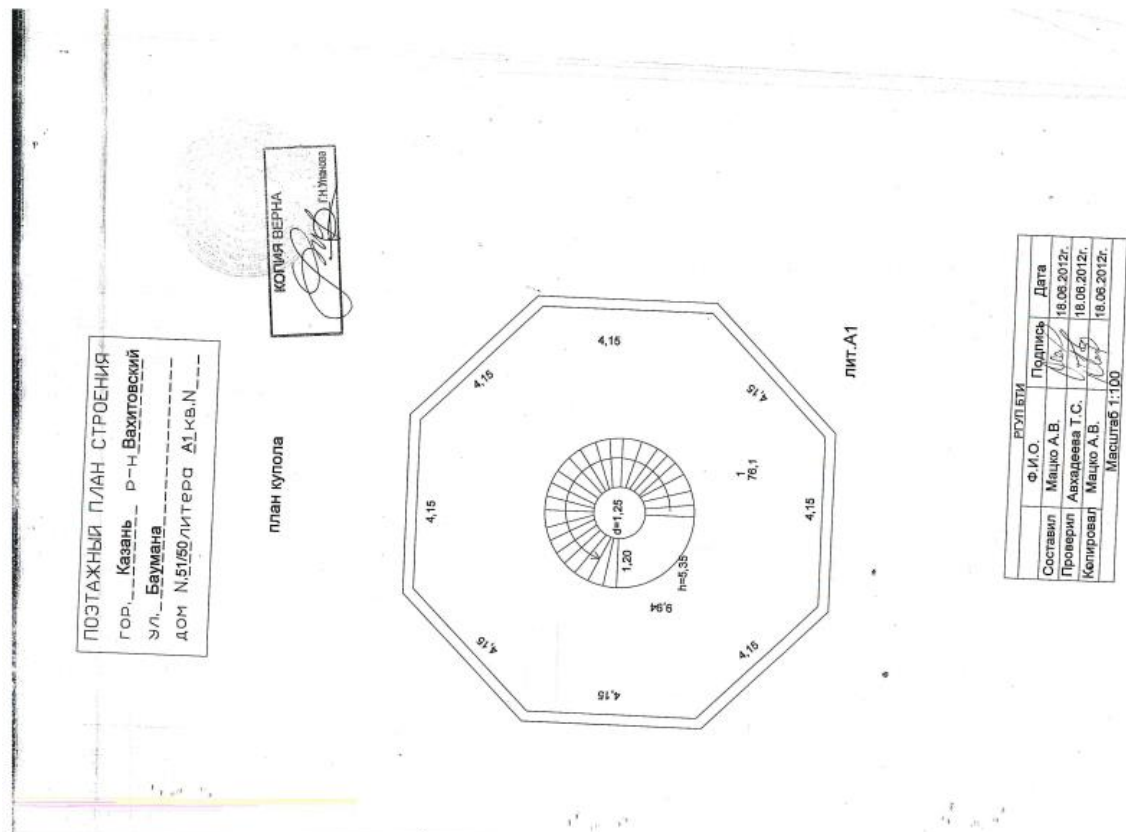 ПОЭТАЖНЫЙ ПЛАН СТРОЕНИЯ
ГОР. Казань р-н Вахитовский
УЛ. Баумана
ДОМ N.51/50 литера А1 кв.N
КОПИЯ ВЕРНА
план купола
4,15
4,15
4,15
4,15
4,15
4,15
4,15
4,15
d=1,25
1,20
h=5,35
9,94
1
76,1
лит.А1
РГУП БТИ
Ф.И.О. Подпись Дата
Составил Мацко А.В. 18.06.2012г.
Проверил Авхадеева Т.С. 18.06.2012г.
Копировал Мацко А.В. 18.06.2012г.
Масштаб 1:100